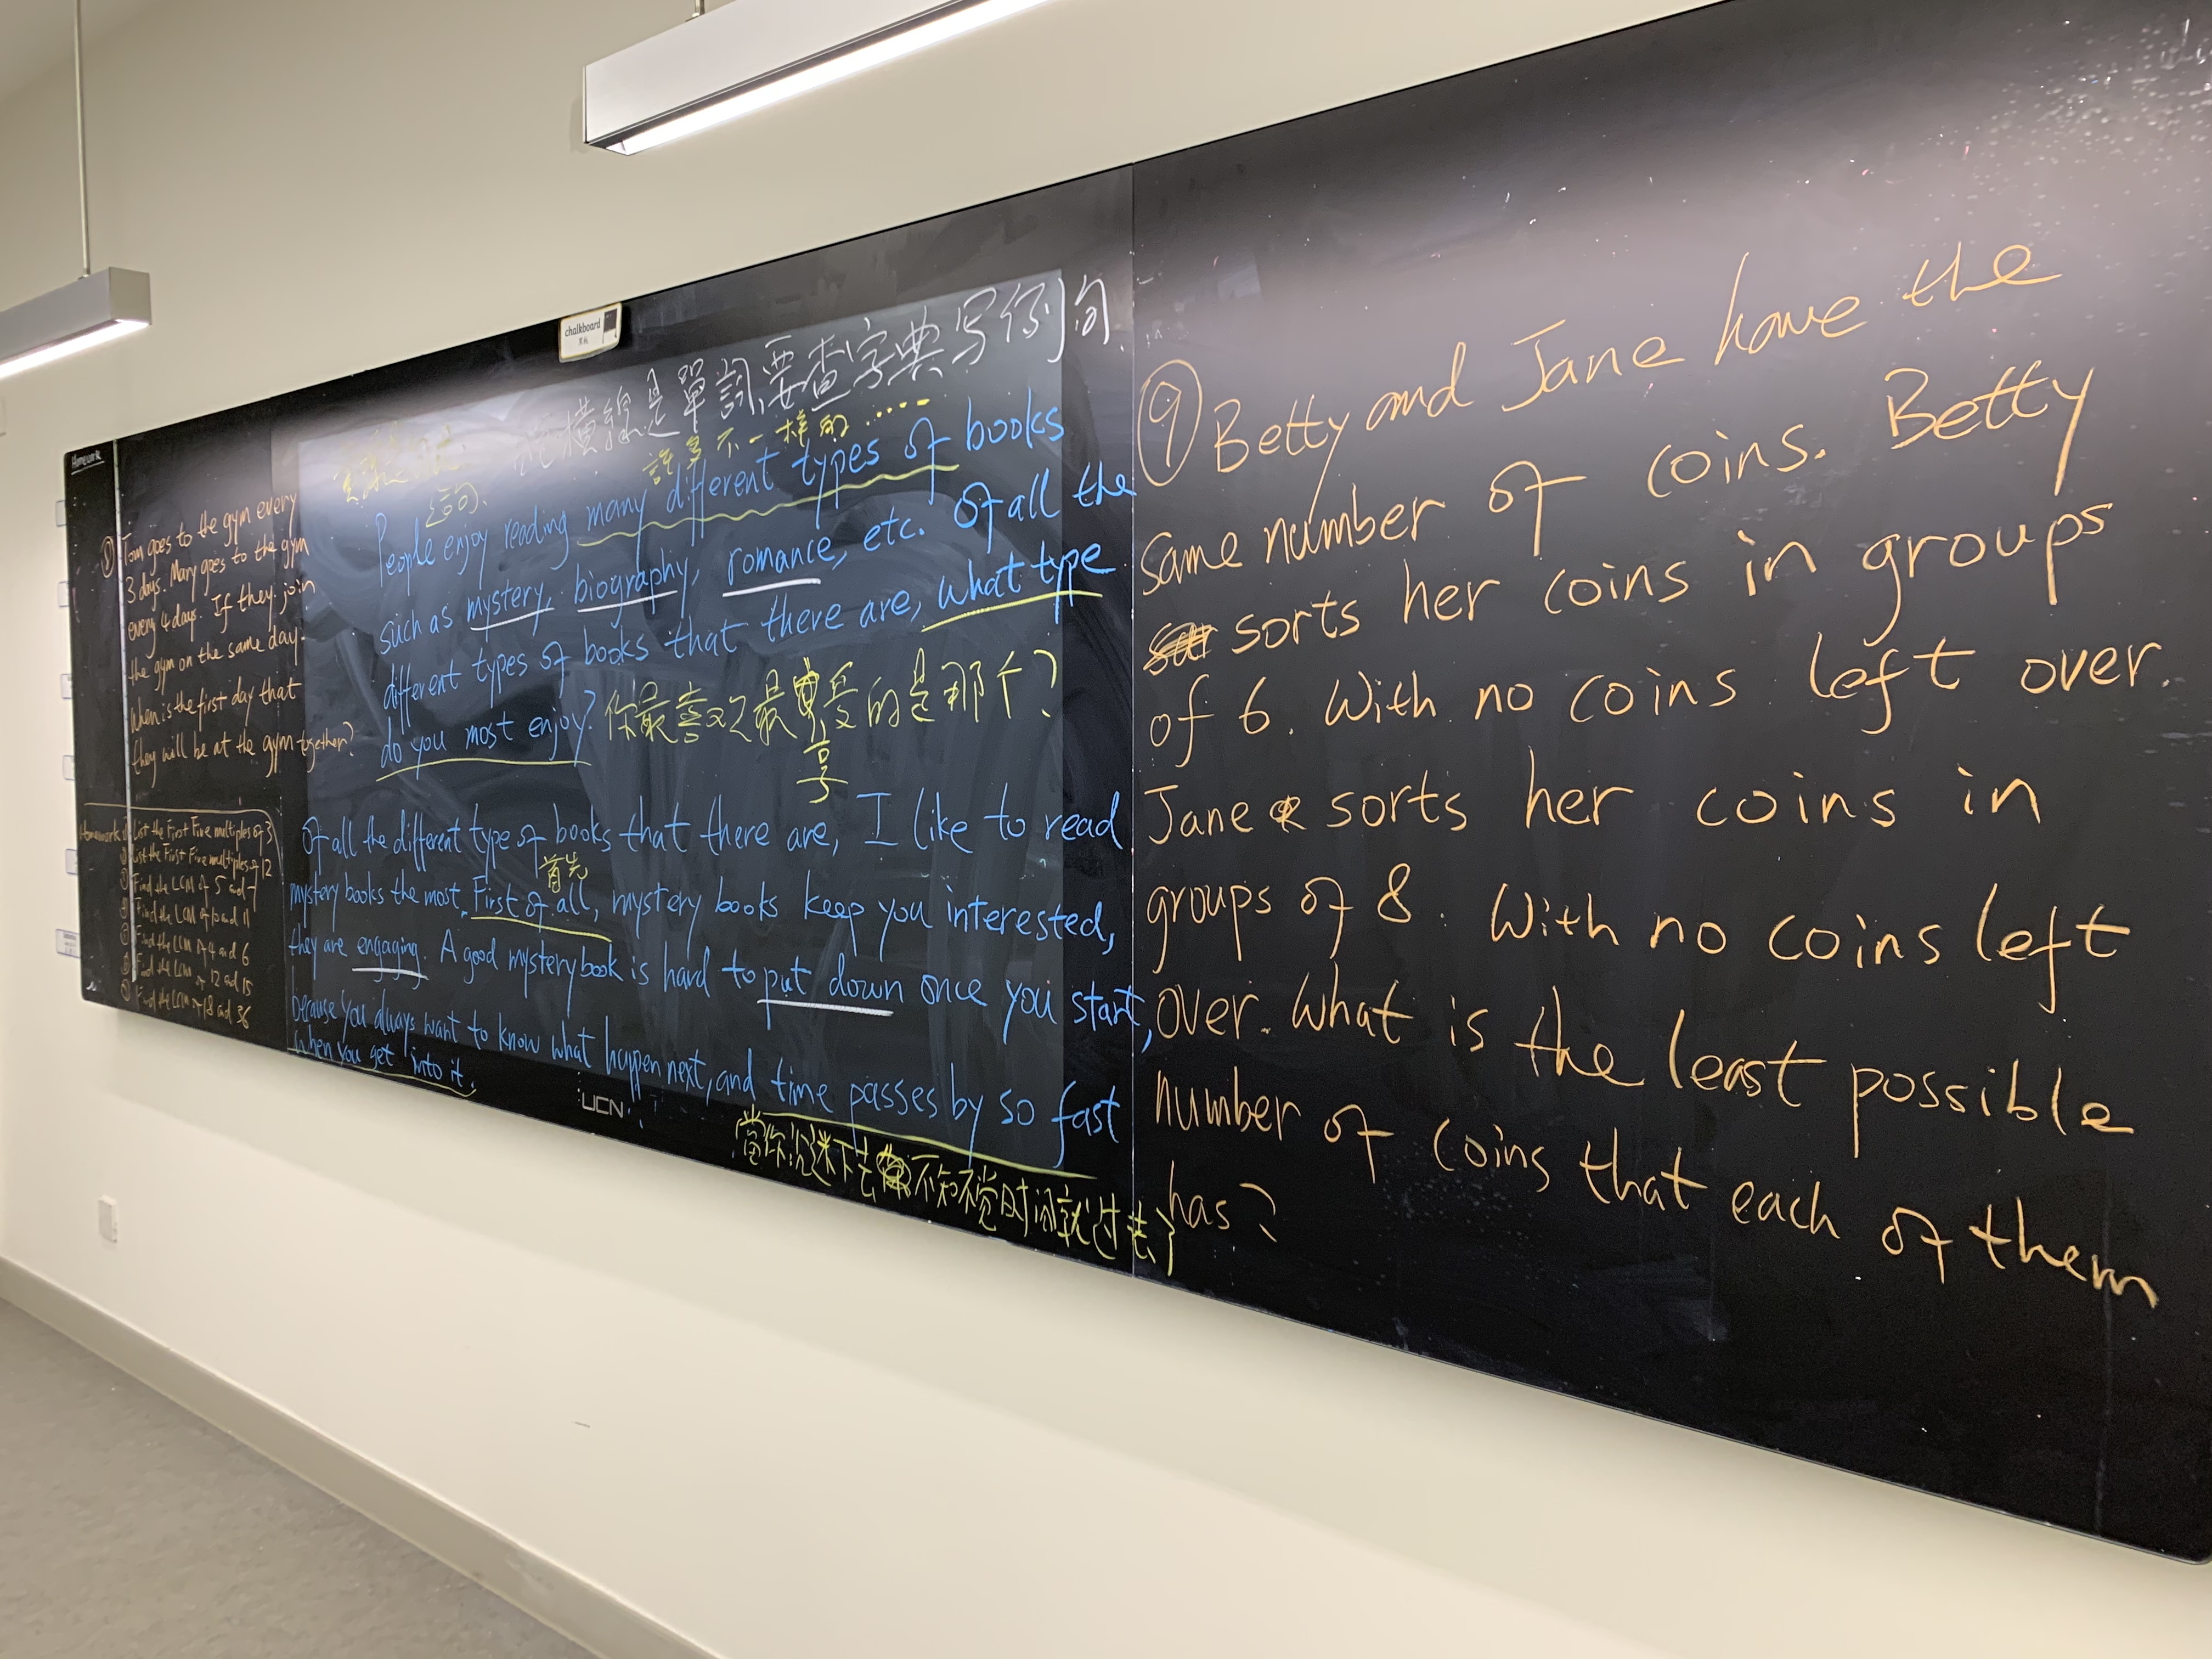 Homework
⑧ Tom goes to the gym every
3 days. Mary goes to the gym
every 4 days. If they join
the gym on the same day.
When is the first day that
they will be at the gym together?
Homework ① List the First Five multiples of 3
② List the First Five multiples of 12
③ Find the LCM of 5 and 7
④ Find the LCM of 10 and 11
⑤ Find the LCM of 4 and 6
⑥ Find the LCM of 12 and 15
⑦ Find the LCM of 18 and 36
chalkboard
橫線是單詞,要查字典写例句.
許多不一样的……
People enjoy reading many different types of books
such as mystery, biography, romance, etc. Of all the
different types of books that there are, what type
do you most enjoy? 你最喜欢最享受的是那个?
享
Of all the different type of books that there are, I like to read
首先
mystery books the most. First of all, mystery books keep you interested,
they are engaging. A good mystery book is hard to put down once you start,
because you always want to know what happen next, and time passes by so fast
when you get into it.
當你沉迷下去不知不觉时间就过去了
UCN
⑨ Betty and Jane have the
same number of coins. Betty
sorts her coins in groups
of 6. With no coins left over.
Jane sorts her coins in
groups of 8. With no coins left
over. What is the least possible
number of coins that each of them
has?